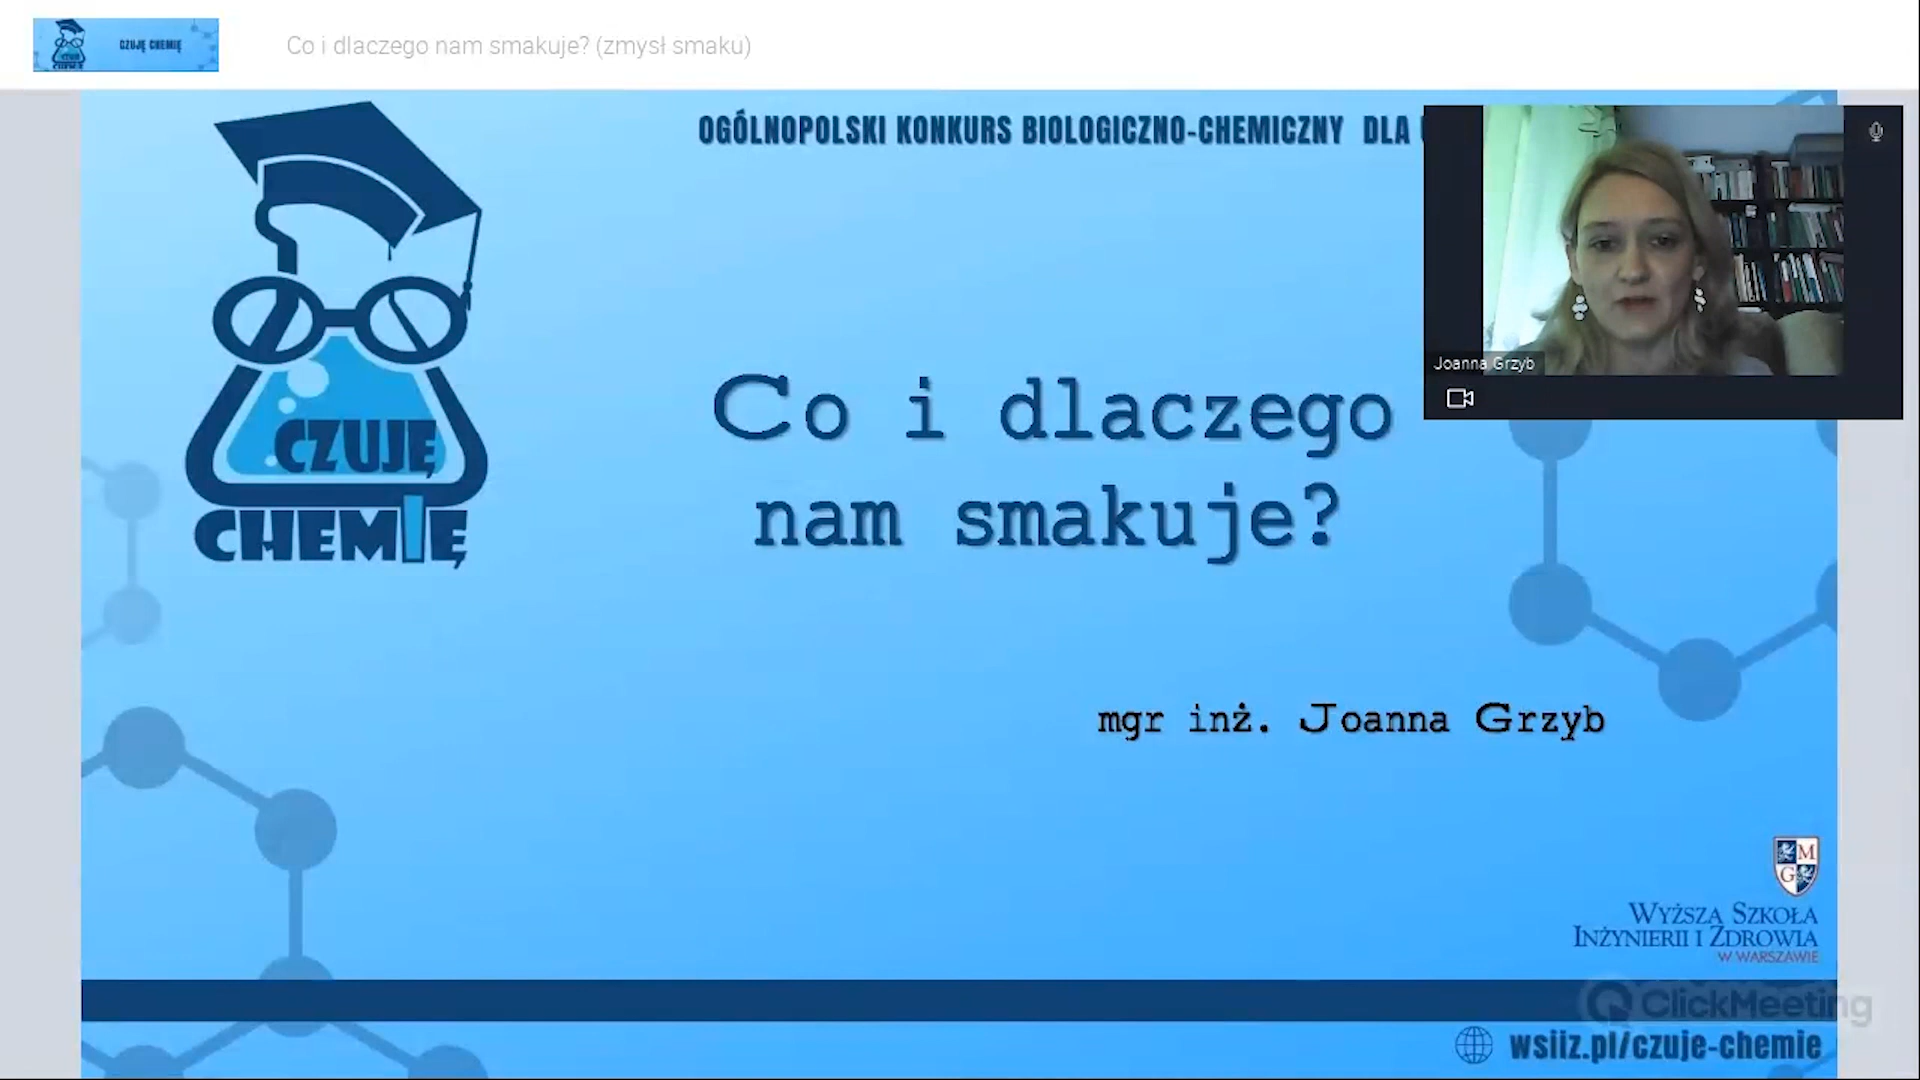 CZUJĘ CHEMIĘ
Co i dlaczego nam smakuje? (zmysł smaku)
OGÓLNOPOLSKI KONKURS BIOLOGICZNO-CHEMICZNY DLA
CZUJĘ
CHEMIĘ
Co i dlaczego
nam smakuje?
Joanna Grzyb
mgr inż. Joanna Grzyb
M
G
WYŻSZA SZKOŁA
INŻYNIERII I ZDROWIA
W WARSZAWIE
ClickMeeting
wsiiz.pl/czuje-chemie